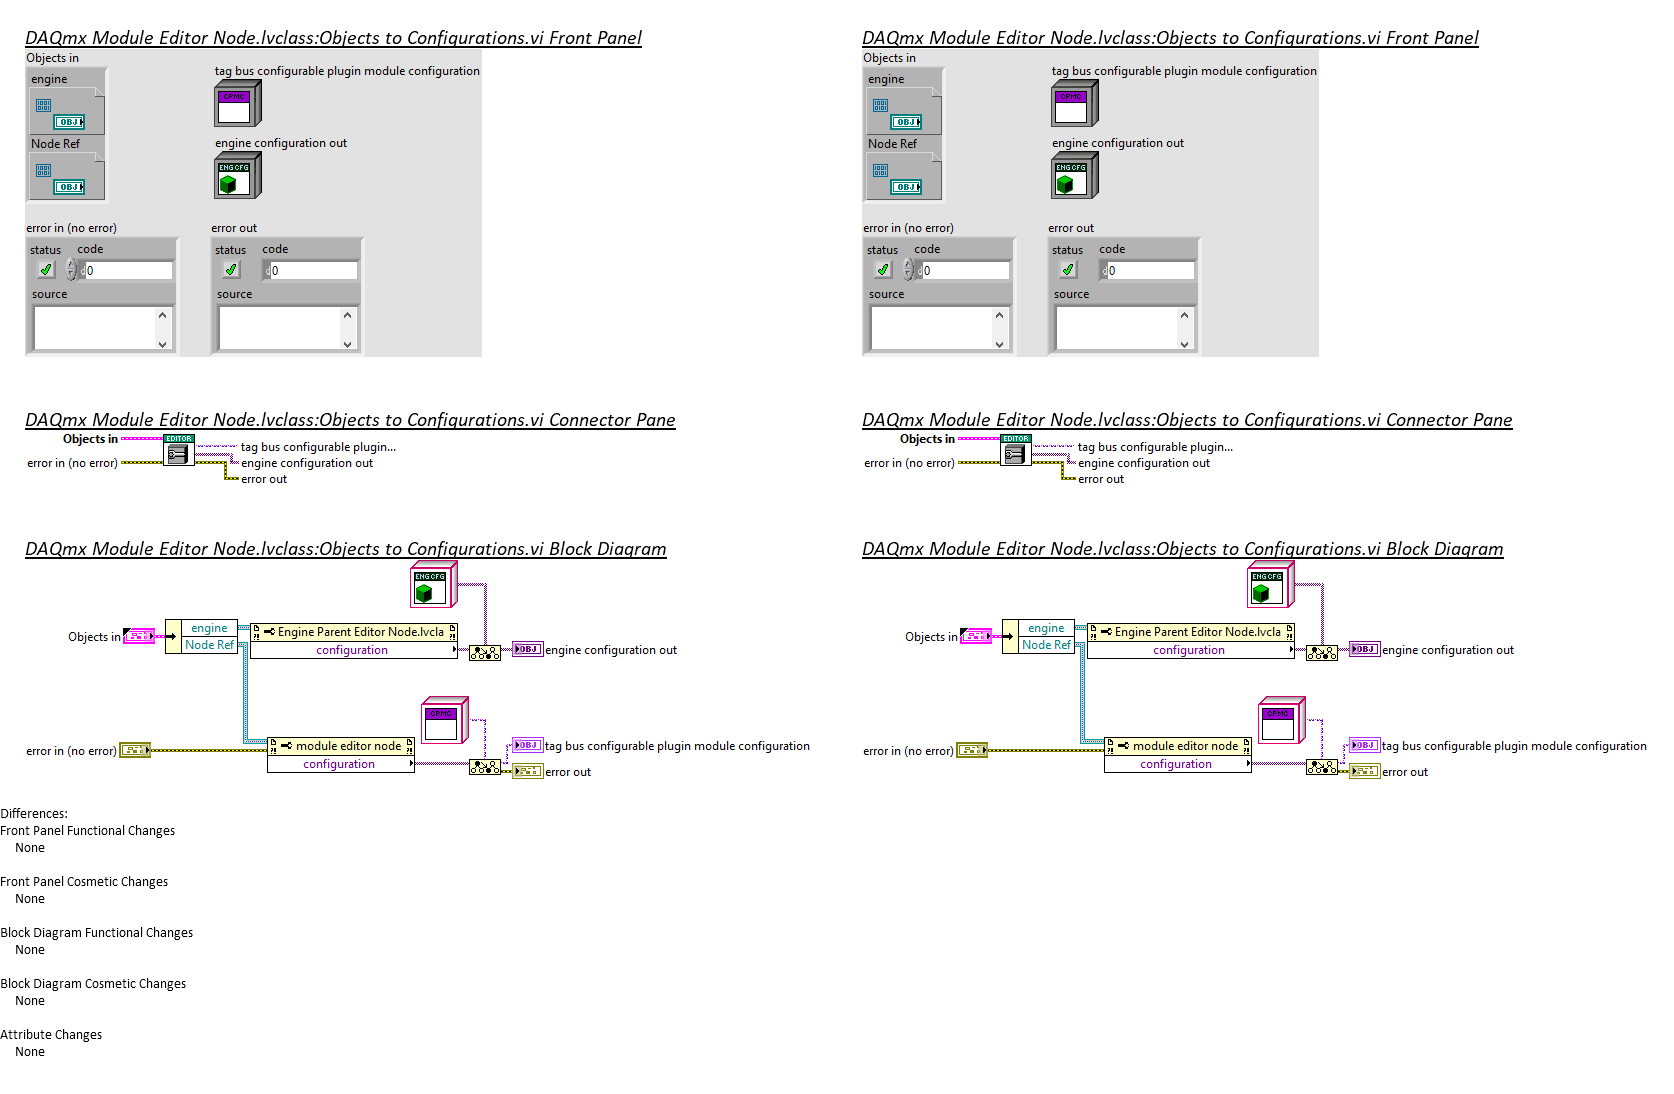 DAQmx Module Editor Node.lvclass:Objects to Configurations.vi Front Panel
Objects in
engine
OBJ
Node Ref
OBJ
tag bus configurable plugin module configuration
CPMC
engine configuration out
ENG CFG
error in (no error)
status code
0
source
error out
status code
0
source
DAQmx Module Editor Node.lvclass:Objects to Configurations.vi Connector Pane
EDITOR
Objects in
tag bus configurable plugin...
error in (no error)
engine configuration out
error out
DAQmx Module Editor Node.lvclass:Objects to Configurations.vi Block Diagram
ENG CFG
Objects in
engine
Node Ref
Engine Parent Editor Node.lvcla
configuration
OBJ
engine configuration out
CPMC
error in (no error)
module editor node
configuration
OBJ
tag bus configurable plugin module configuration
error out
DAQmx Module Editor Node.lvclass:Objects to Configurations.vi Front Panel
Objects in
engine
OBJ
Node Ref
OBJ
tag bus configurable plugin module configuration
CPMC
engine configuration out
ENG CFG
error in (no error)
status code
0
source
error out
status code
0
source
DAQmx Module Editor Node.lvclass:Objects to Configurations.vi Connector Pane
EDITOR
Objects in
tag bus configurable plugin...
error in (no error)
engine configuration out
error out
DAQmx Module Editor Node.lvclass:Objects to Configurations.vi Block Diagram
ENG CFG
Objects in
engine
Node Ref
Engine Parent Editor Node.lvcla
configuration
OBJ
engine configuration out
CPMC
error in (no error)
module editor node
configuration
OBJ
tag bus configurable plugin module configuration
error out
Differences:
Front Panel Functional Changes
None
Front Panel Cosmetic Changes
None
Block Diagram Functional Changes
None
Block Diagram Cosmetic Changes
None
Attribute Changes
None